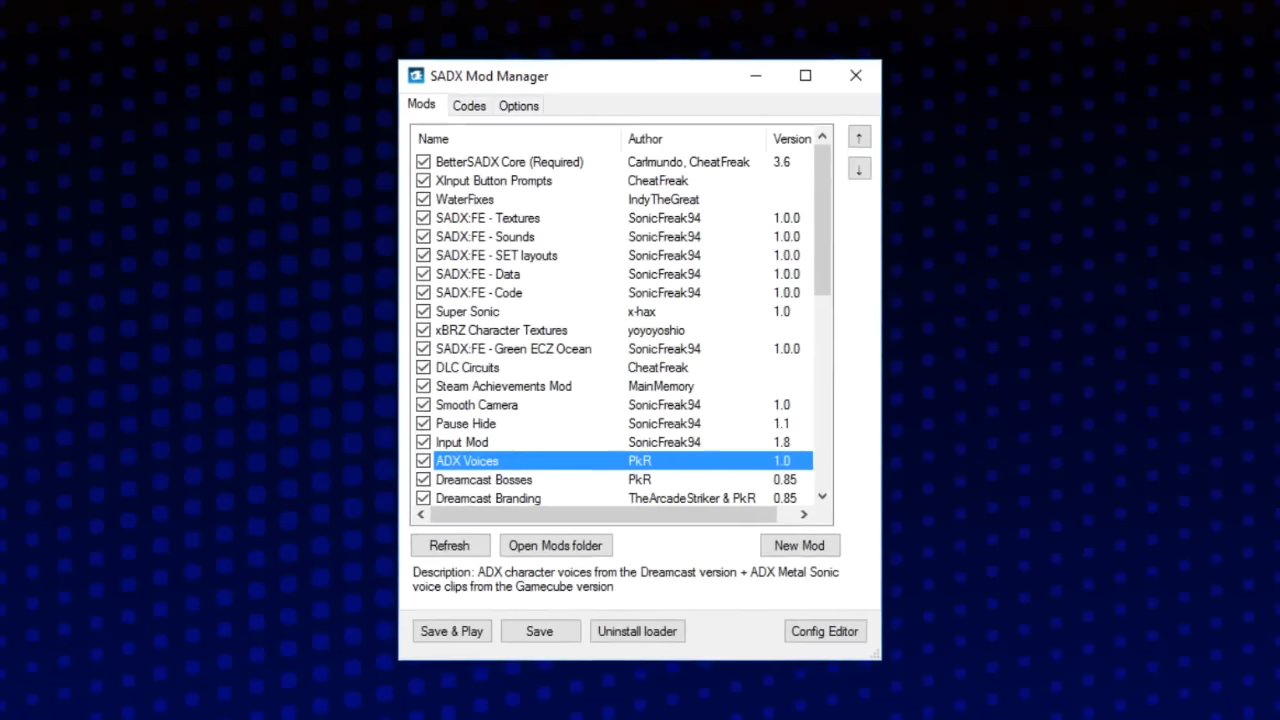 SADX Mod Manager
Mods Codes Options
Name Author Version
BetterSADX Core (Required) Carlmundo, CheatFreak 3.6
XInput Button Prompts CheatFreak
WaterFixes IndyTheGreat
SADX:FE - Textures SonicFreak94 1.0.0
SADX:FE - Sounds SonicFreak94 1.0.0
SADX:FE - SET layouts SonicFreak94 1.0.0
SADX:FE - Data SonicFreak94 1.0.0
SADX:FE - Code SonicFreak94 1.0.0
Super Sonic x-hax 1.0
xBRZ Character Textures yoyoyoshio
SADX:FE - Green ECZ Ocean SonicFreak94 1.0.0
DLC Circuits CheatFreak
Steam Achievements Mod MainMemory
Smooth Camera SonicFreak94 1.0
Pause Hide SonicFreak94 1.1
Input Mod SonicFreak94 1.8
ADX Voices PkR 1.0
Dreamcast Bosses PkR 0.85
Dreamcast Branding TheArcadeStriker & PkR 0.85
Refresh Open Mods folder New Mod
Description: ADX character voices from the Dreamcast version + ADX Metal Sonic
voice clips from the Gamecube version
Save & Play Save Uninstall loader Config Editor